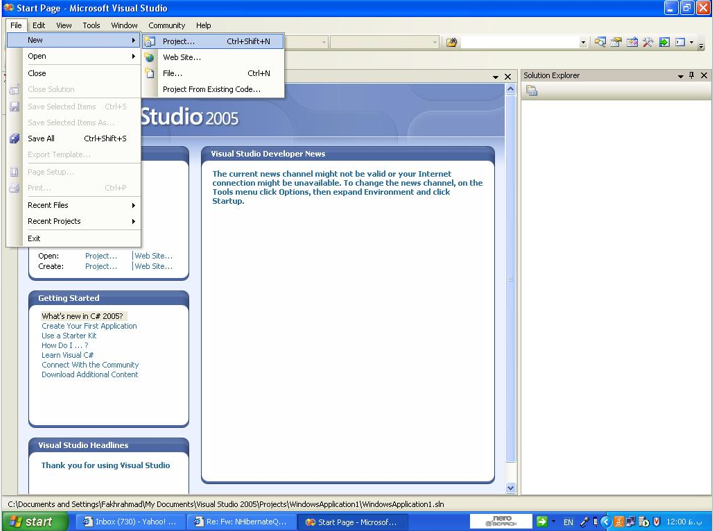 Start Page - Microsoft Visual Studio
File Edit View Tools Window Community Help
New
Open
Close
Close Solution
Save Selected Items Ctrl+S
Save Selected Items As...
Save All Ctrl+Shift+S
Export Template...
Page Setup...
Print... Ctrl+P
Recent Files
Recent Projects
Exit
Project... Ctrl+Shift+N
Web Site...
File... Ctrl+N
Project From Existing Code...
Studio 2005
Open: Project... Web Site...
Create: Project... Web Site...
Getting Started
What's new in C# 2005?
Create Your First Application
Use a Starter Kit
How Do I ... ?
Learn Visual C#
Connect With the Community
Download Additional Content
Visual Studio Headlines
Thank you for using Visual Studio
Visual Studio Developer News
The current news channel might not be valid or your Internet
connection might be unavailable. To change the news channel, on the
Tools menu click Options, then expand Environment and click
Startup.
Solution Explorer
C:\Documents and Settings\Fakhrahmad\My Documents\Visual Studio 2005\Projects\WindowsApplication1\WindowsApplication1.sln
start
Inbox (730) - Yahoo! ...
Re: Fw: NHibernateQ...
Start Page - Microsof...
nero
SEARCH
EN
12:00 ق.ظ